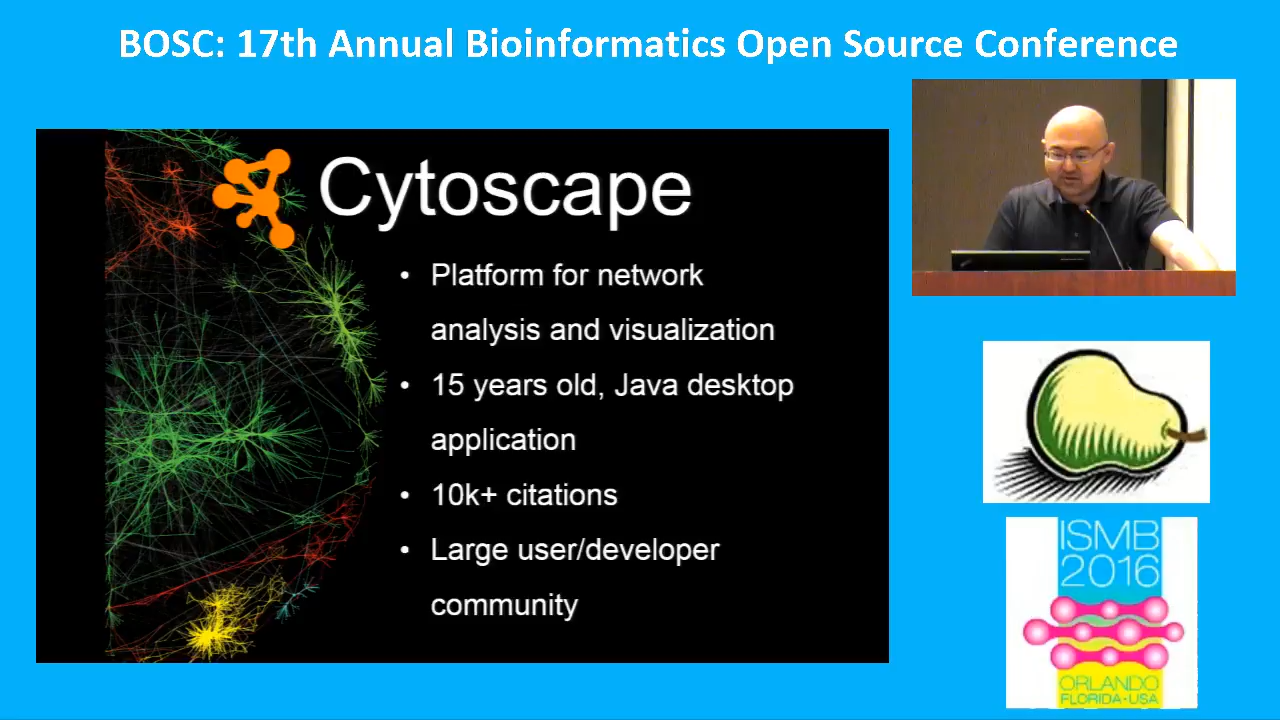 BOSC: 17th Annual Bioinformatics Open Source Conference
Cytoscape
• Platform for network
analysis and visualization
• 15 years old, Java desktop
application
• 10k+ citations
• Large user/developer
community
ISMB
2016
ORLANDO
FLORIDA • USA